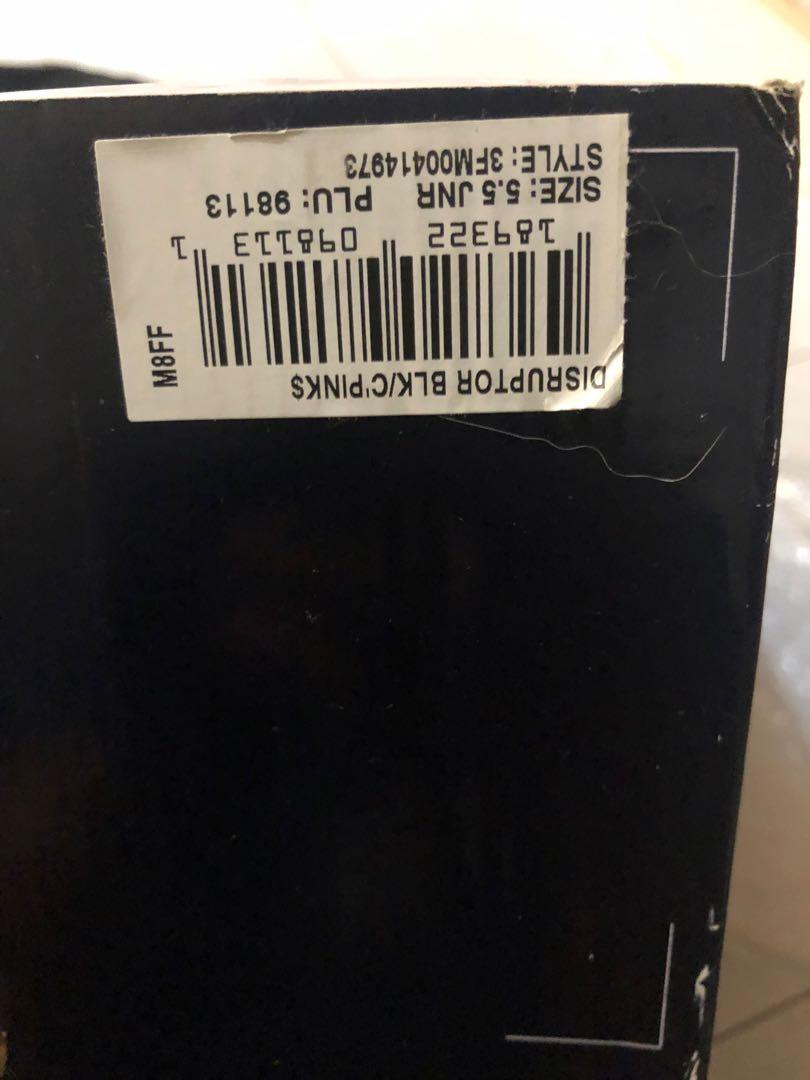 DISRUPTOR BLK/C'PINK$
189322 098113 1
SIZE: 5.5 JNR PLU: 98113
STYLE: 3FM00414973
M8FF